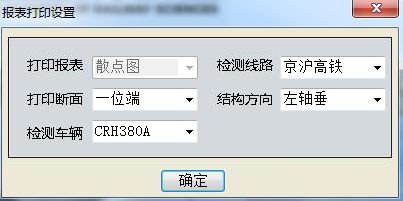 RAILWAY SCIENCES
报表打印设置
打印报表 散点图 检测线路 京沪高铁
打印断面 一位端 结构方向 左轴垂
检测车辆 CRH380A
确定